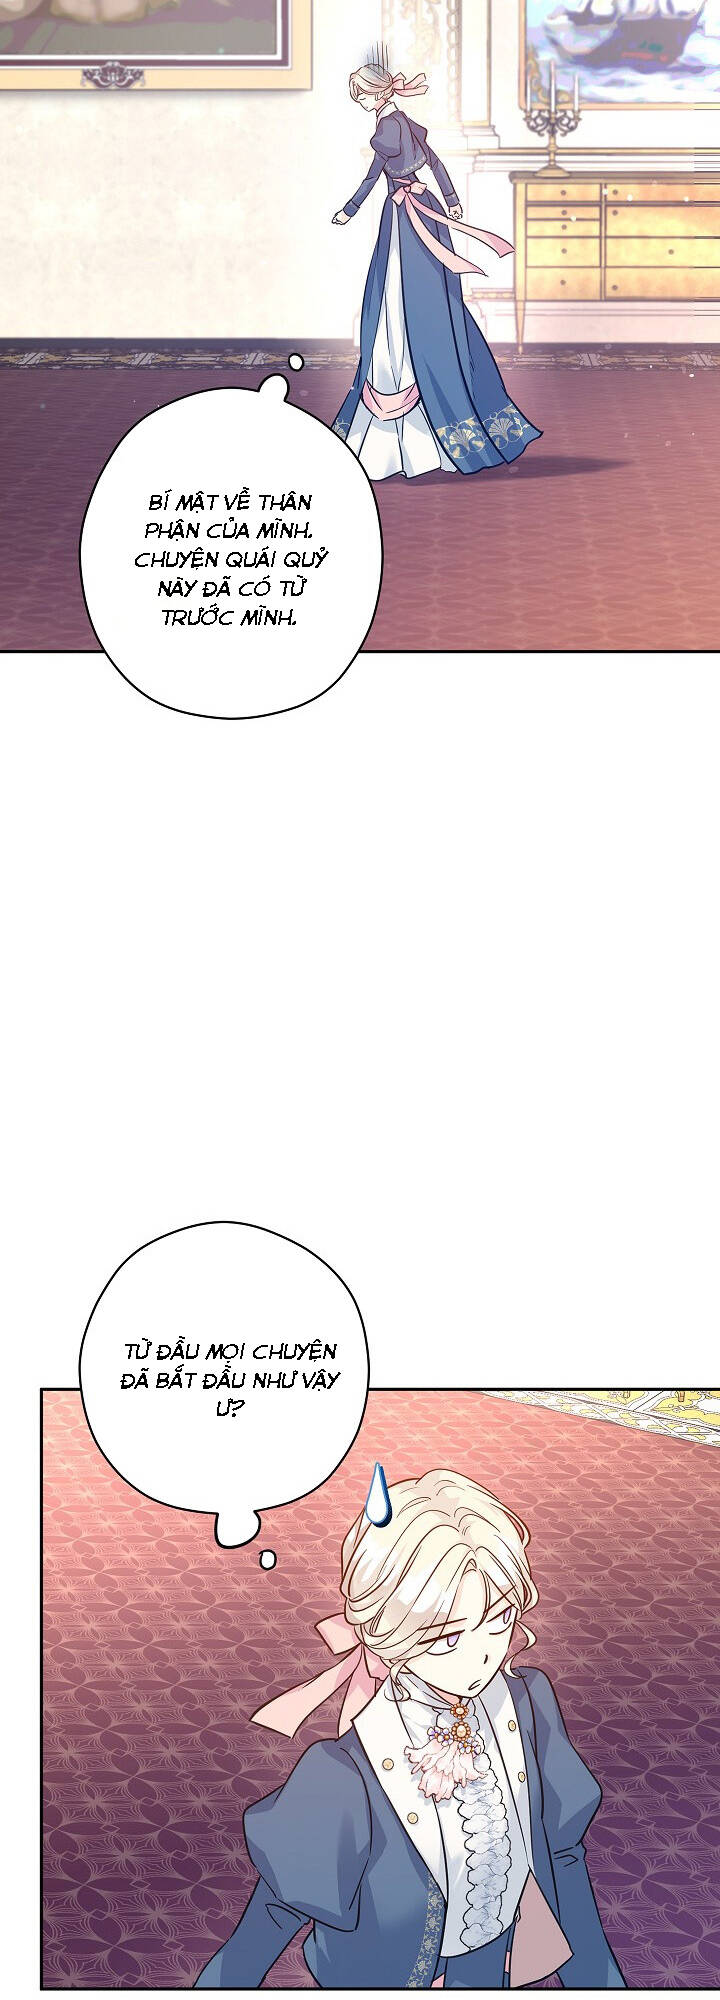 BÍ MẬT VỀ THÂN
PHẬN CỦA MÌNH.
CHUYỆN QUÁI QUỶ
NÀY ĐÃ CÓ TỪ
TRƯỚC MÌNH.
TỪ ĐẦU MỌI CHUYỆN
ĐÃ BẮT ĐẦU NHƯ VẬY
Ư?